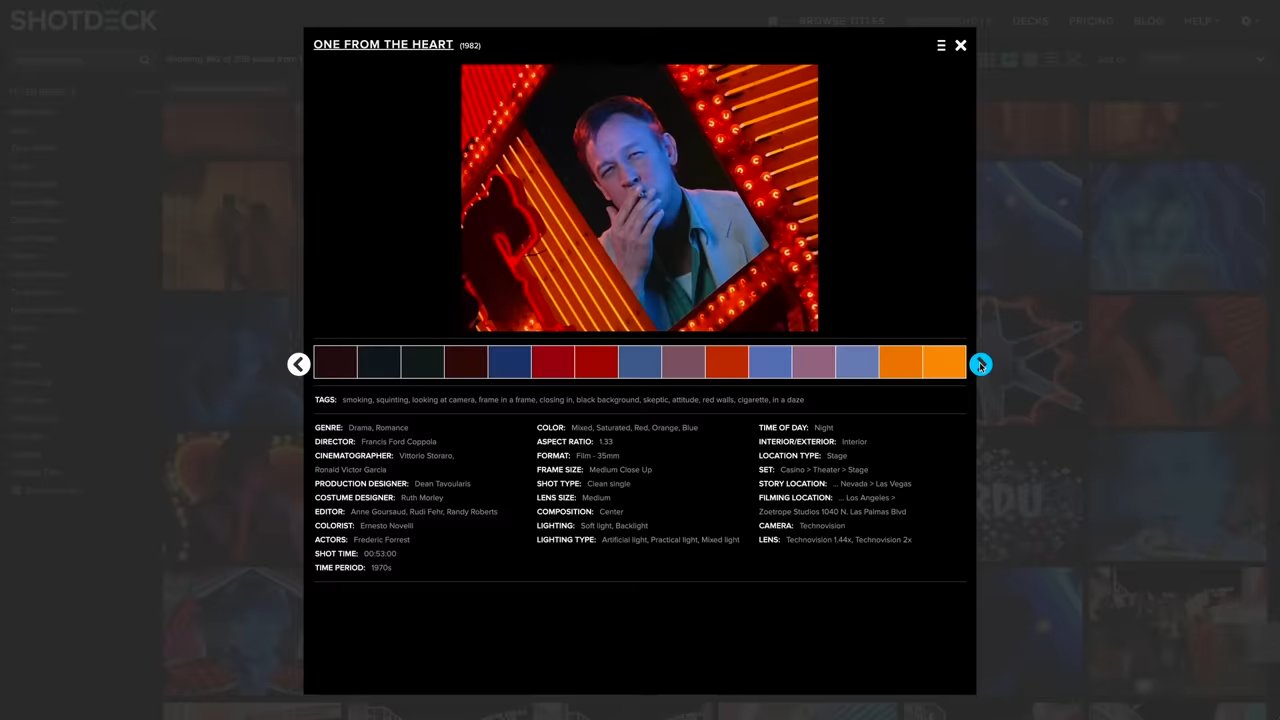 SHOTDECK
BROWSE TITLES
DECKS
PRICING
BLOG
HELP
ONE FROM THE HEART (1982)
TAGS: smoking, squinting, looking at camera, frame in a frame, closing in, black background, skeptic, attitude, red walls, cigarette, in a daze
GENRE: Drama, Romance
DIRECTOR: Francis Ford Coppola
CINEMATOGRAPHER: Vittorio Storaro,
Ronald Victor Garcia
PRODUCTION DESIGNER: Dean Tavoularis
COSTUME DESIGNER: Ruth Morley
EDITOR: Anne Goursaud, Rudi Fehr, Randy Roberts
COLORIST: Ernesto Novelli
ACTORS: Frederic Forrest
SHOT TIME: 00:53:00
TIME PERIOD: 1970s
COLOR: Mixed, Saturated, Red, Orange, Blue
ASPECT RATIO: 1.33
FORMAT: Film - 35mm
FRAME SIZE: Medium Close Up
SHOT TYPE: Clean single
LENS SIZE: Medium
COMPOSITION: Center
LIGHTING: Soft light, Backlight
LIGHTING TYPE: Artificial light, Practical light, Mixed light
TIME OF DAY: Night
INTERIOR/EXTERIOR: Interior
LOCATION TYPE: Stage
SET: Casino > Theater > Stage
STORY LOCATION: ... Nevada > Las Vegas
FILMING LOCATION: ... Los Angeles >
Zoetrope Studios 1040 N. Las Palmas Blvd
CAMERA: Technovision
LENS: Technovision 1.44x, Technovision 2x